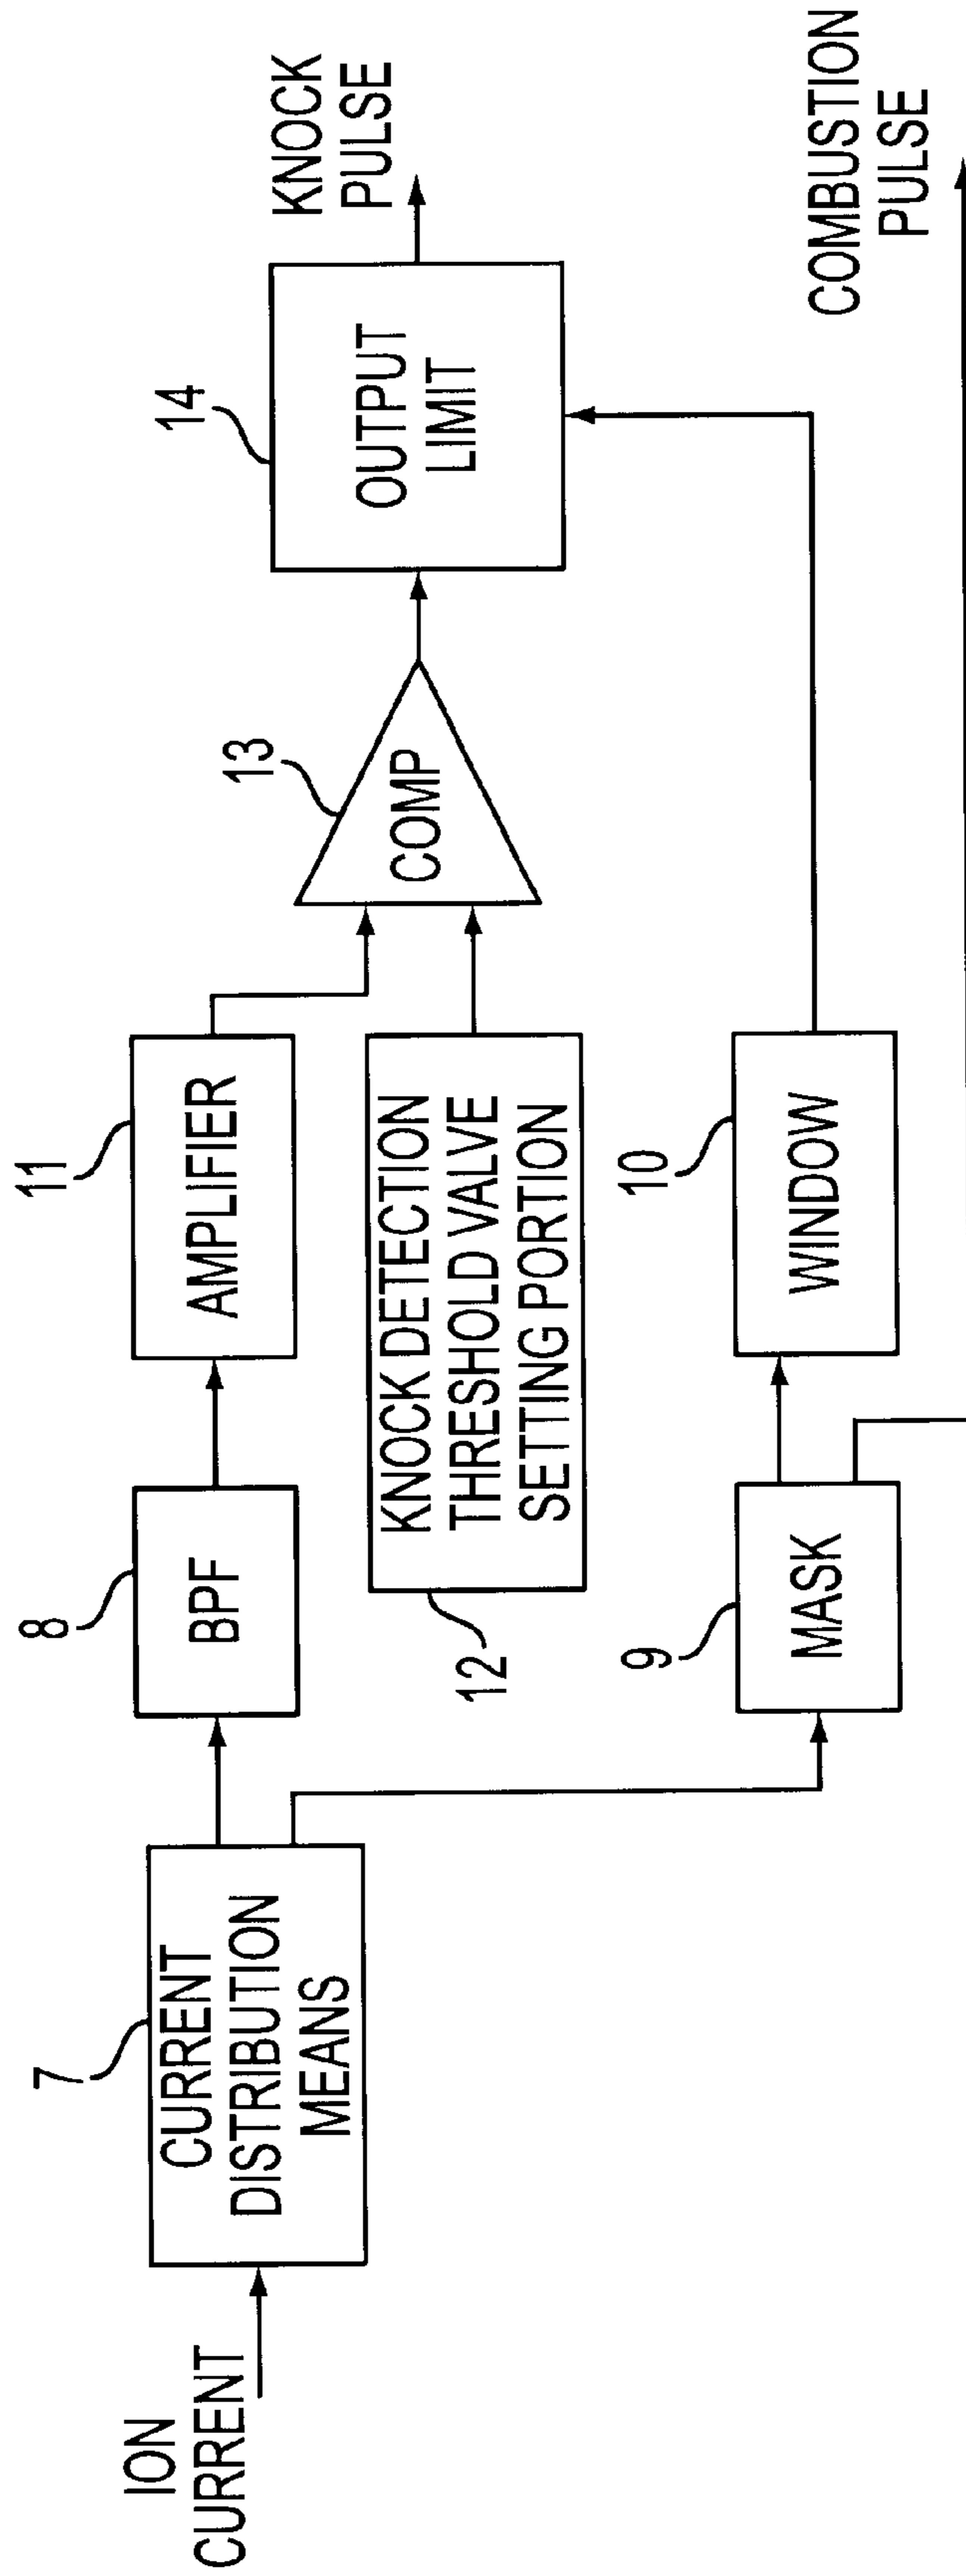 ION
CURRENT
7
CURRENT
DISTRIBUTION
MEANS
8
BPF
11
AMPLIFIER
12
KNOCK DETECTION
THRESHOLD VALVE
SETTING PORTION
13
COMP
14
OUTPUT
LIMIT
KNOCK
PULSE
9
MASK
10
WINDOW
COMBUSTION
PULSE